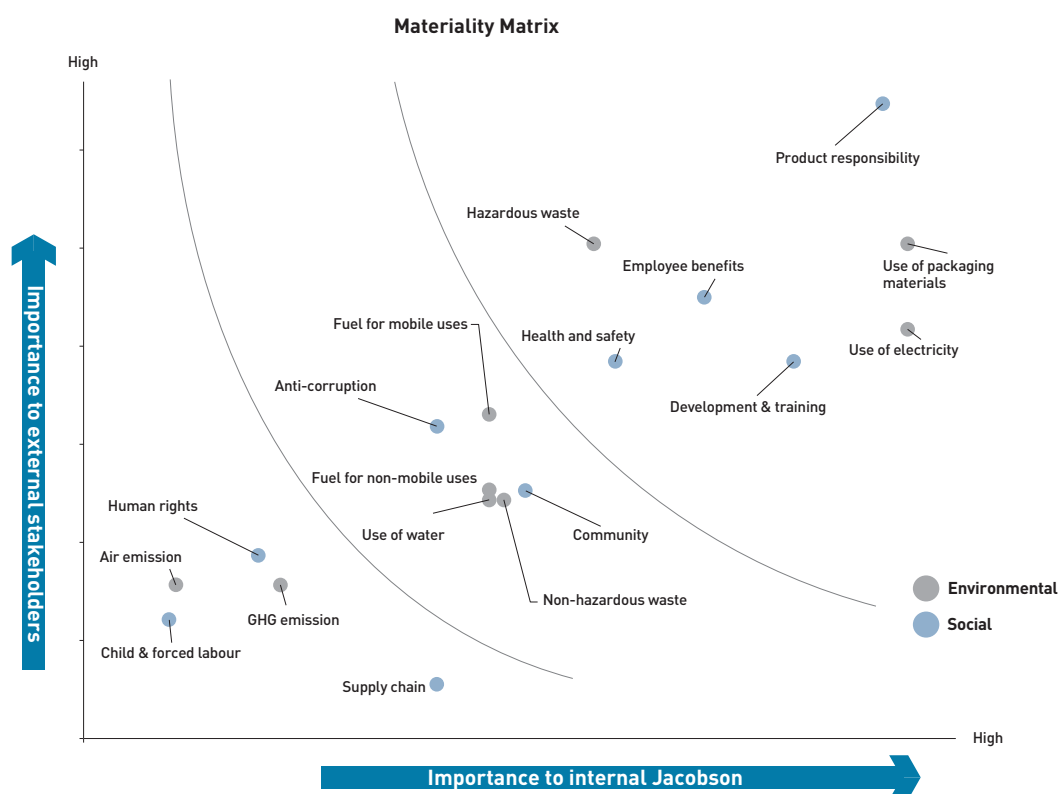 Materiality Matrix
High
Product responsibility
Hazardous waste
Employee benefits
Use of packaging
materials
Fuel for mobile uses
Health and safety
Use of electricity
Anti-corruption
Development & training
Fuel for non-mobile uses
Human rights
Use of water
Community
Air emission
Non-hazardous waste
GHG emission
Child & forced labour
Supply chain
Environmental
Social
Importance to external stakeholders
High
Importance to internal Jacobson